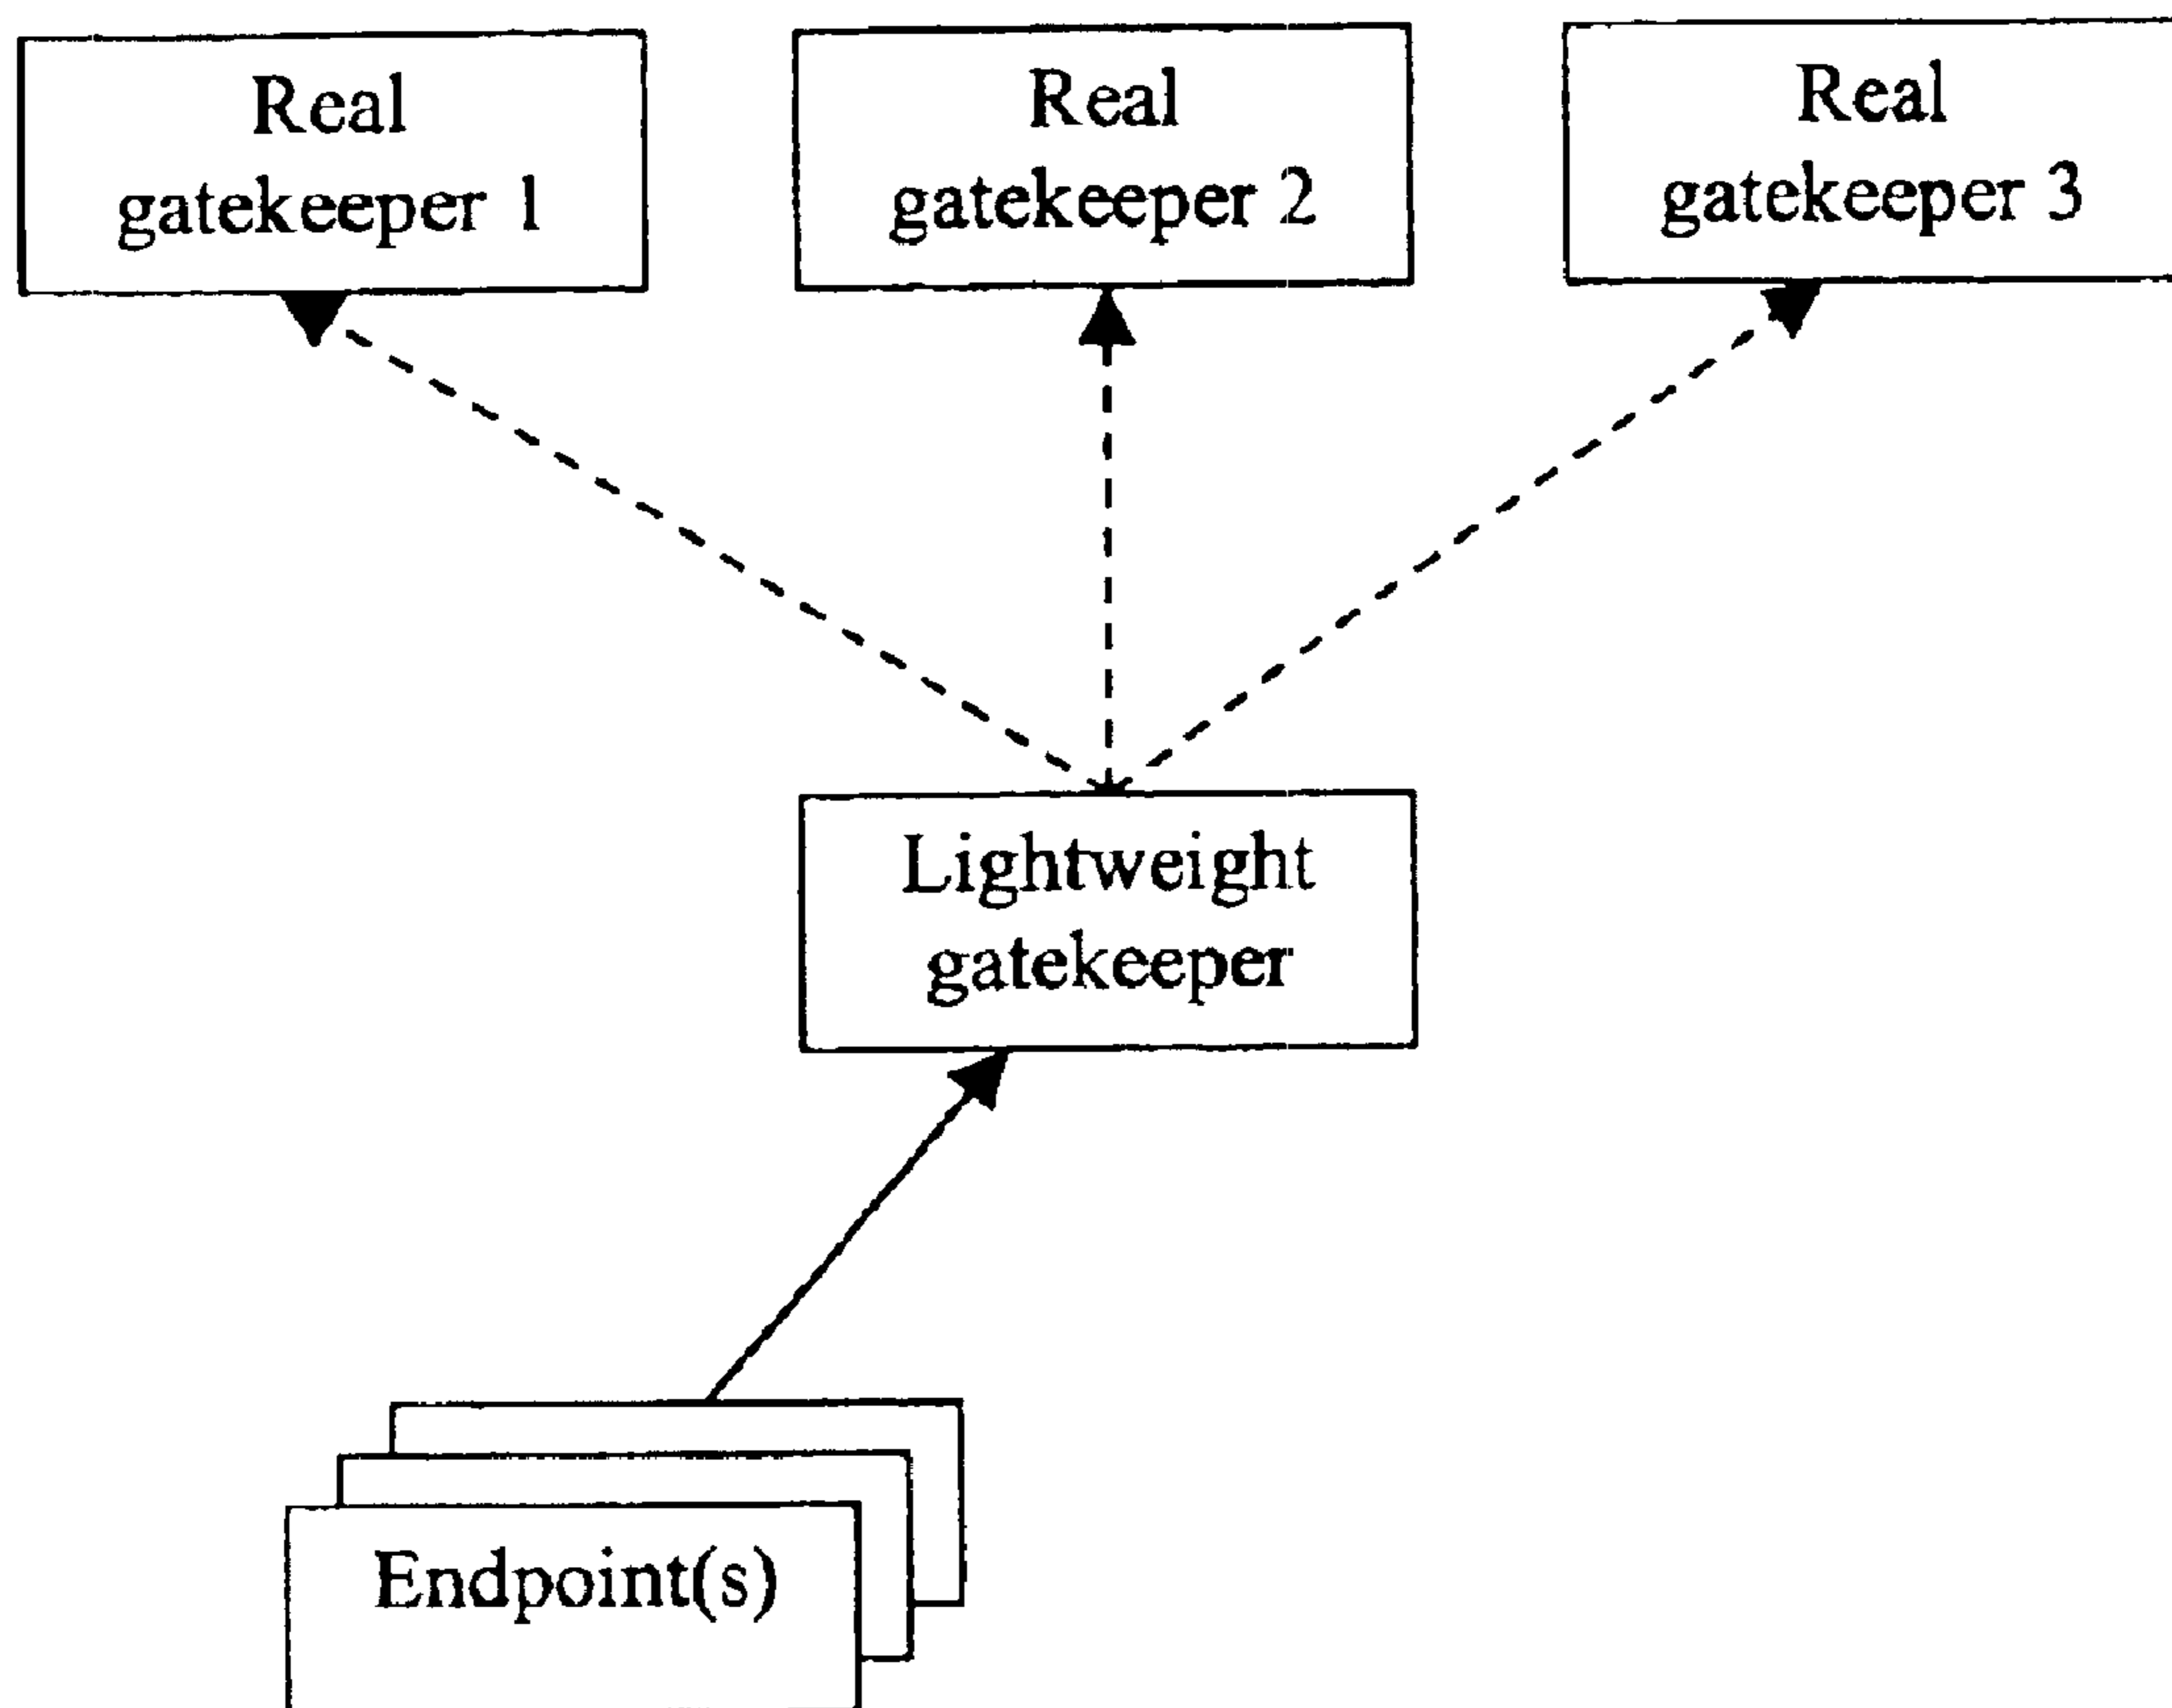 Real
gatekeeper 1
Real
gatekeeper 2
Real
gatekeeper 3
Lightweight
gatekeeper
Endpoint(s)